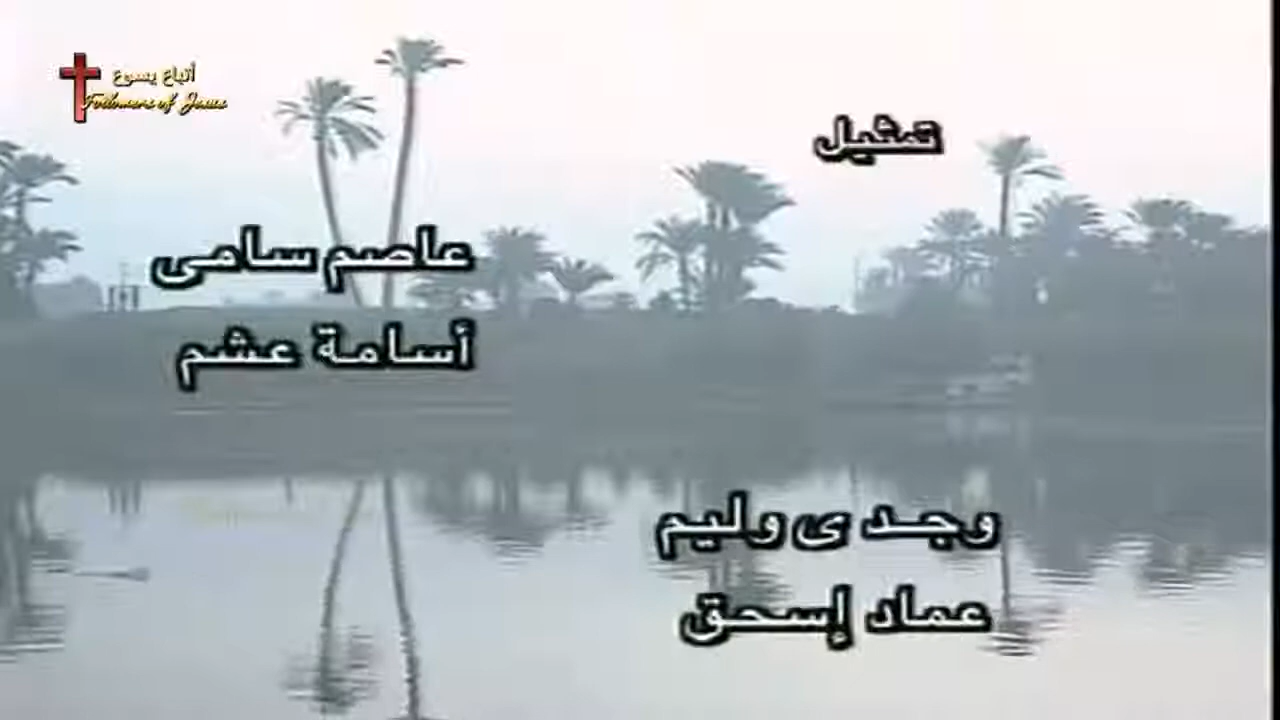 أتباع يسوع
Followers of Jesus
تمثيل
عاصم سامى
أسامة عشم
وجدى وليم
عماد إسحق